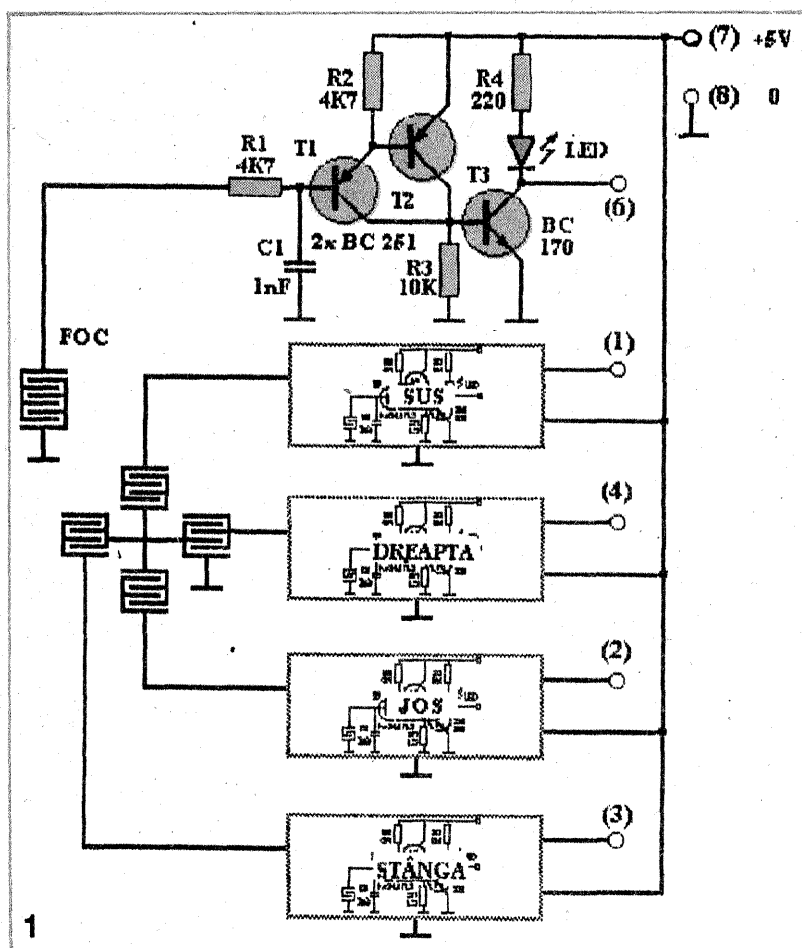 (7) +5V
R2
4K7
R4
220
(8) 0
R1
4K7
T1
LED
T3
T2
(6)
2x BC 251
BC
170
C1
1nF
R3
10K
FOC
(1)
SUS
(4)
DREAPTA
(2)
JOS
(3)
STÂNGA
1